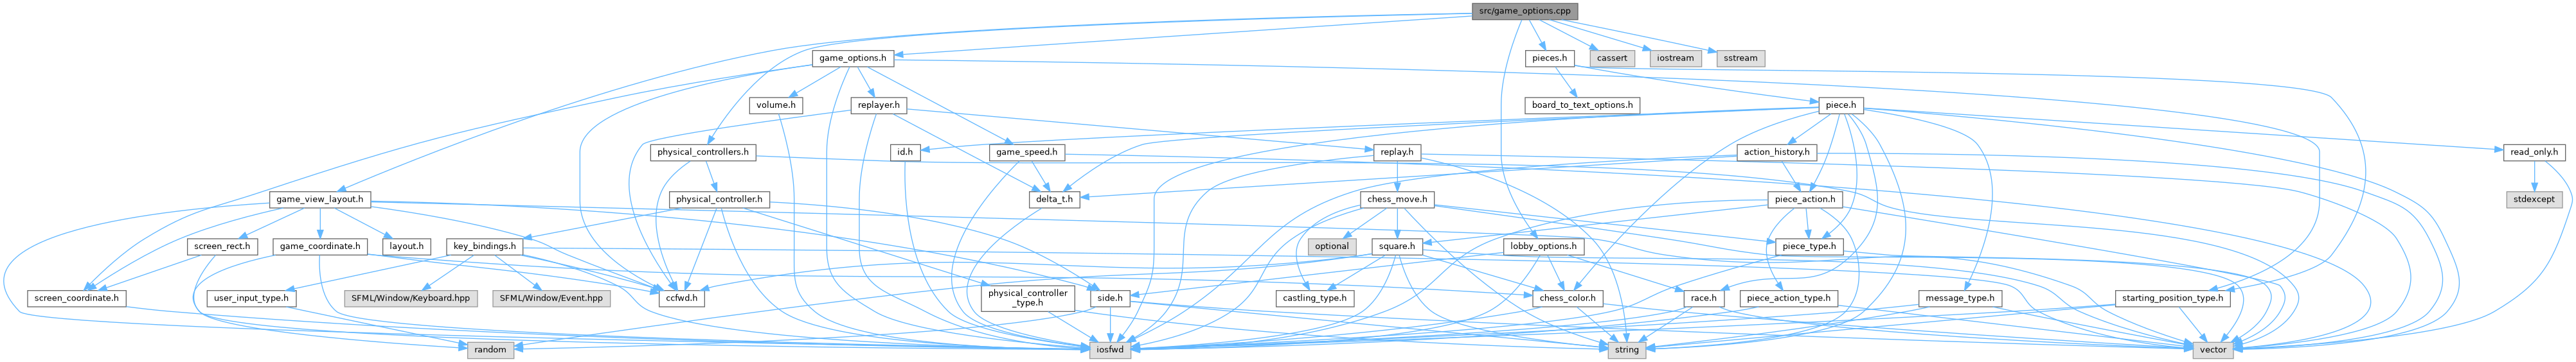 src/game_options.cpp
game_options.h
pieces.h
cassert
iostream
sstream
volume.h
replayer.h
board_to_text_options.h
piece.h
physical_controllers.h
id.h
game_speed.h
replay.h
action_history.h
read_only.h
game_view_layout.h
physical_controller.h
delta_t.h
chess_move.h
piece_action.h
stdexcept
screen_rect.h
game_coordinate.h
layout.h
key_bindings.h
optional
square.h
lobby_options.h
piece_type.h
screen_coordinate.h
user_input_type.h
SFML/Window/Keyboard.hpp
SFML/Window/Event.hpp
ccfwd.h
physical_controller
_type.h
side.h
castling_type.h
chess_color.h
race.h
piece_action_type.h
message_type.h
starting_position_type.h
random
iosfwd
string
vector